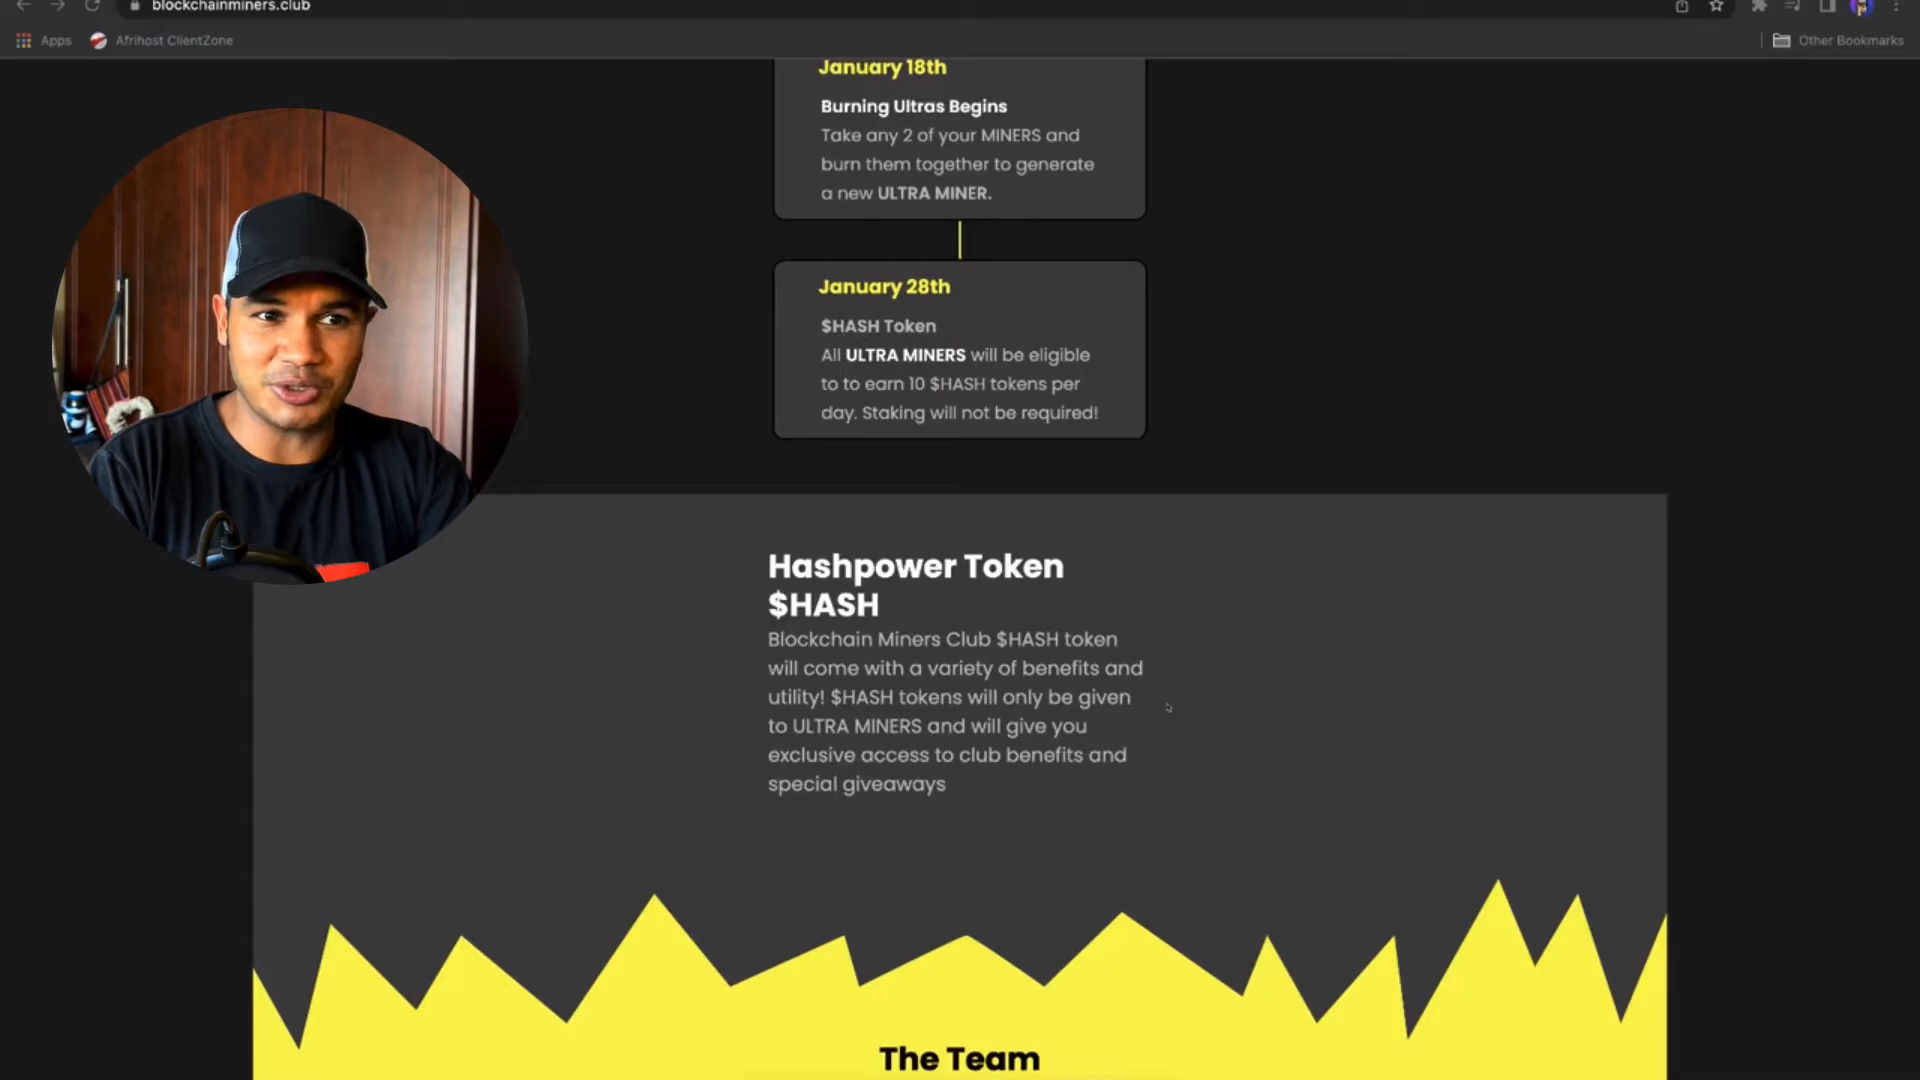 blockchainminers.club
Apps
Afrihost ClientZone
Other Bookmarks
January 18th
Burning Ultras Begins
Take any 2 of your MINERS and
burn them together to generate
a new ULTRA MINER.
January 28th
$HASH Token
All ULTRA MINERS will be eligible
to to earn 10 $HASH tokens per
day. Staking will not be required!
Hashpower Token
$HASH
Blockchain Miners Club $HASH token
will come with a variety of benefits and
utility! $HASH tokens will only be given
to ULTRA MINERS and will give you
exclusive access to club benefits and
special giveaways
The Team